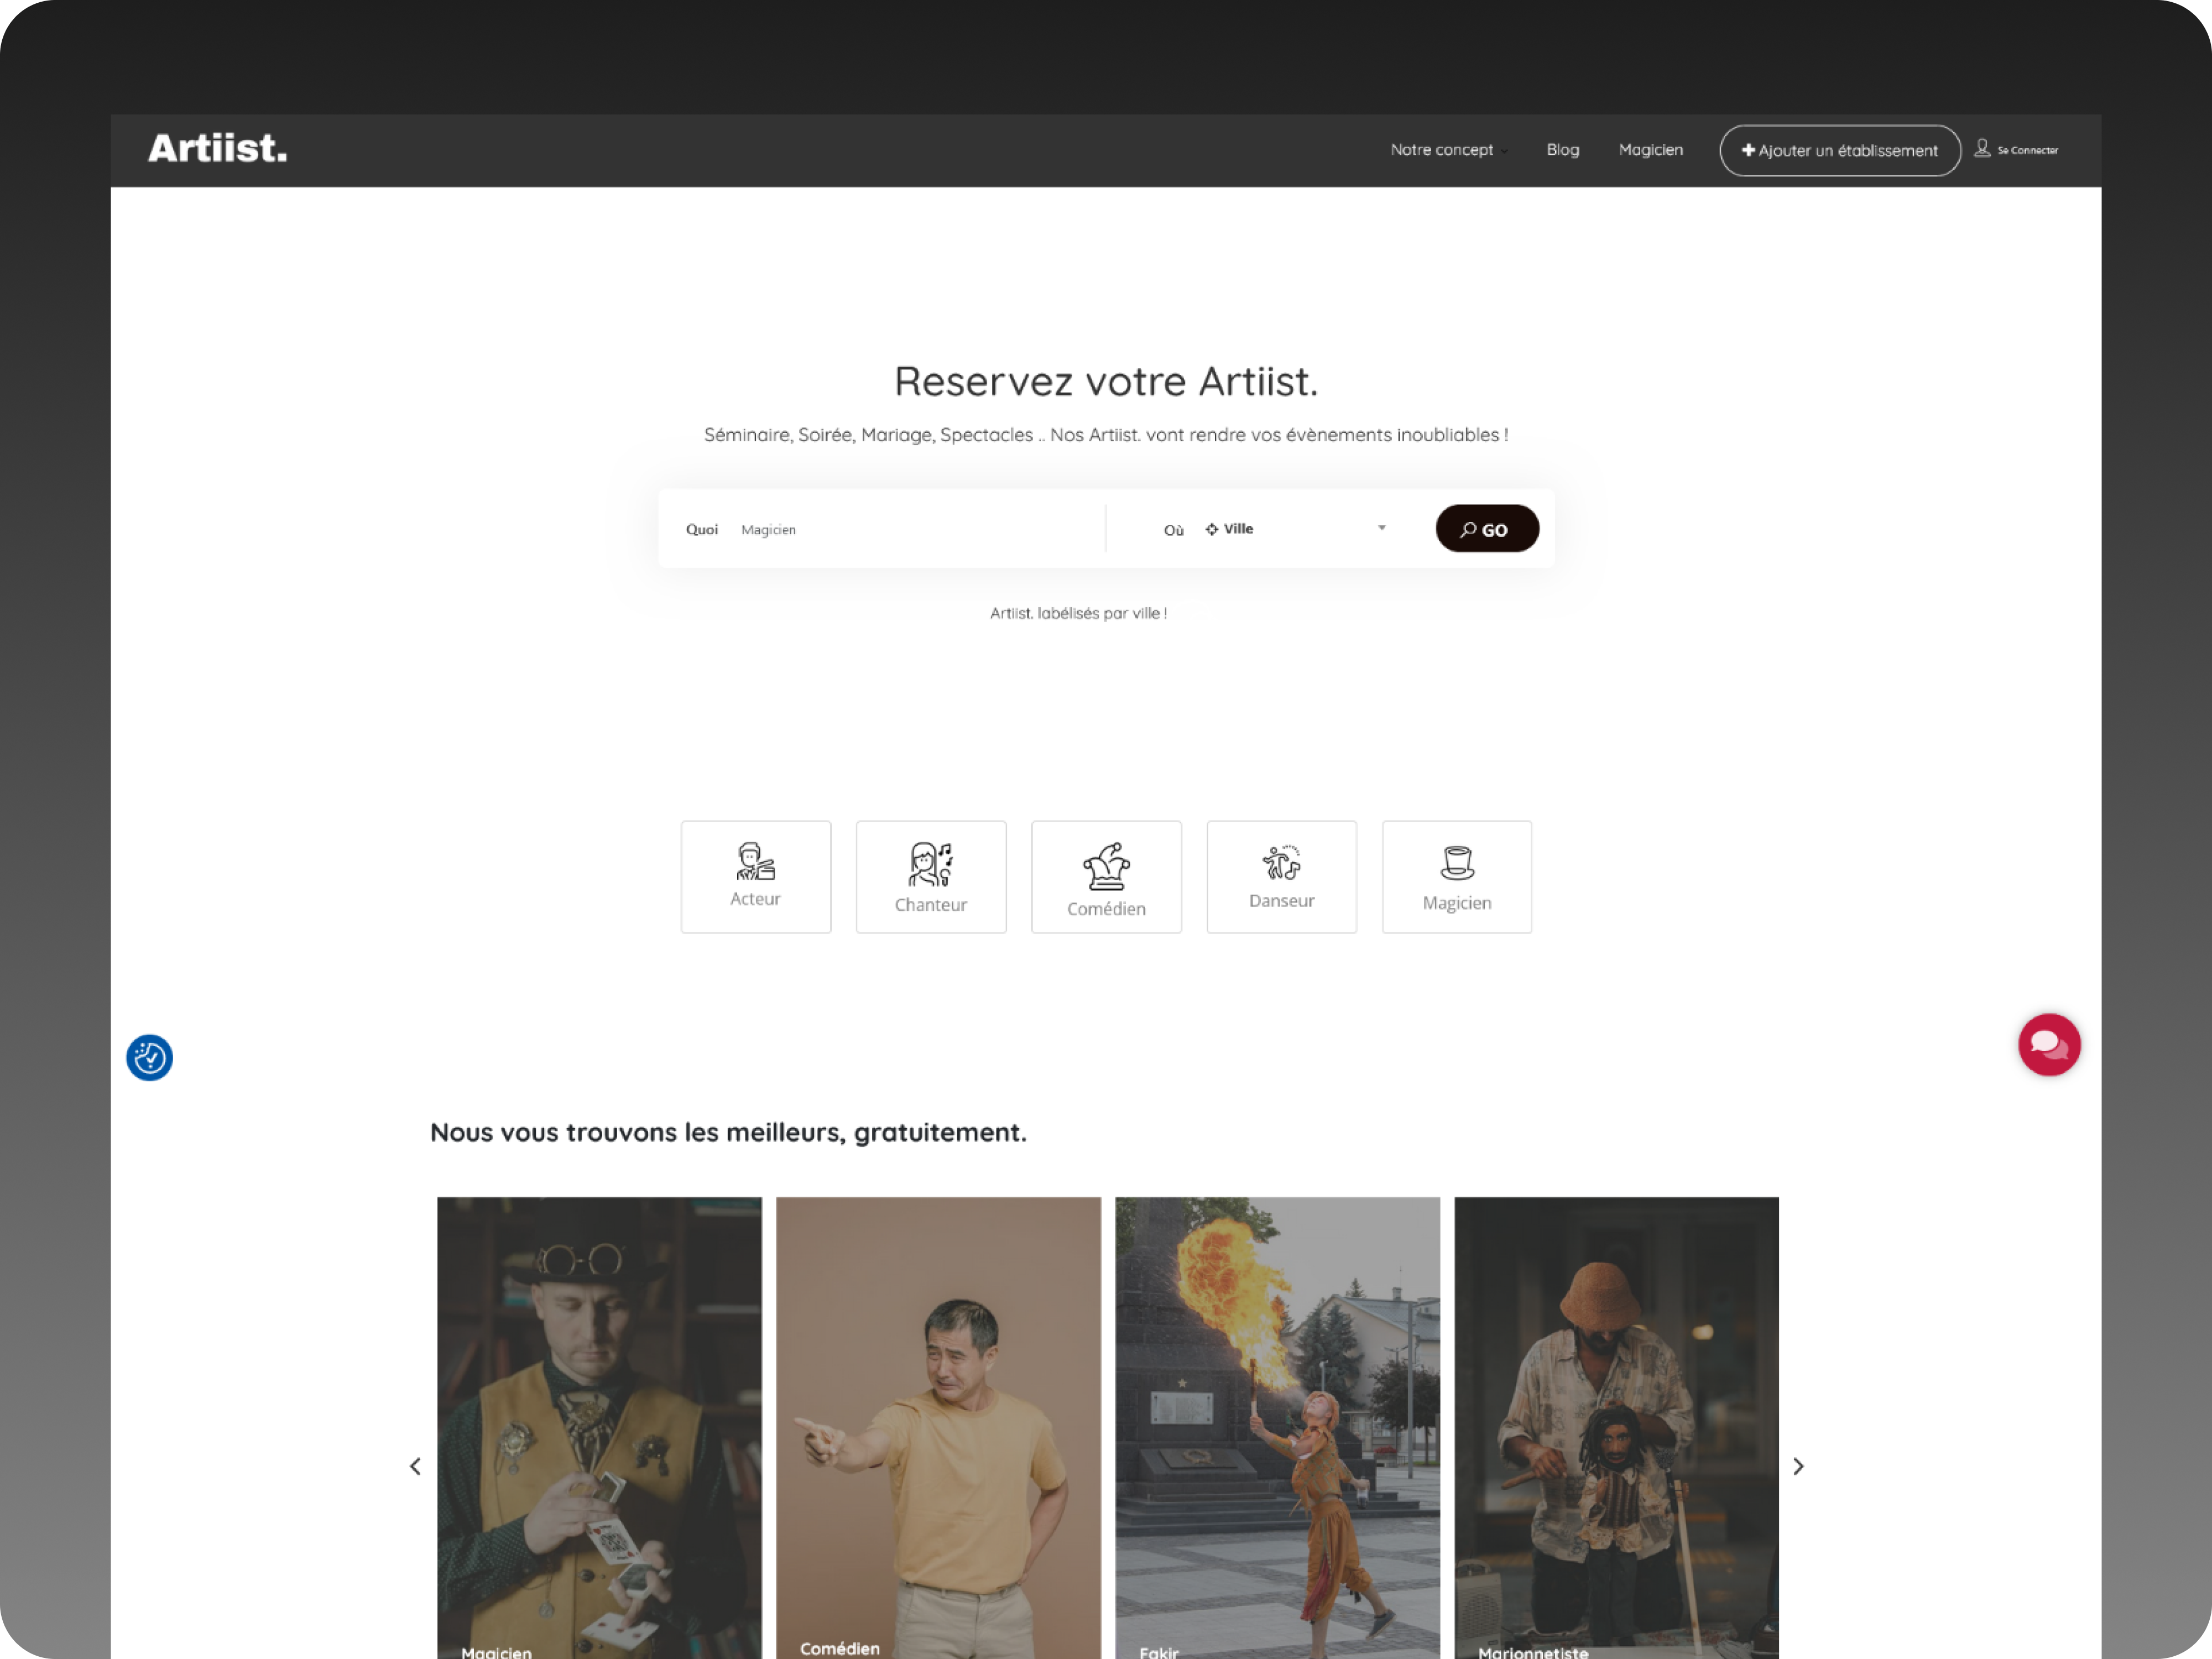 Artiist.
Notre concept
Blog
Magicien
Ajouter un établissement
Se Connecter
Reservez votre Artiist.
Séminaire, Soirée, Mariage, Spectacles .. Nos Artiist. vont rendre vos évènements inoubliables !
Quoi Magicien
Où Ville
GO
Artiist. labélisés par ville !
Acteur
Chanteur
Comédien
Danseur
Magicien
Nous vous trouvons les meilleurs, gratuitement.
Magicien
Comédien
Fakir
Marionnetiste